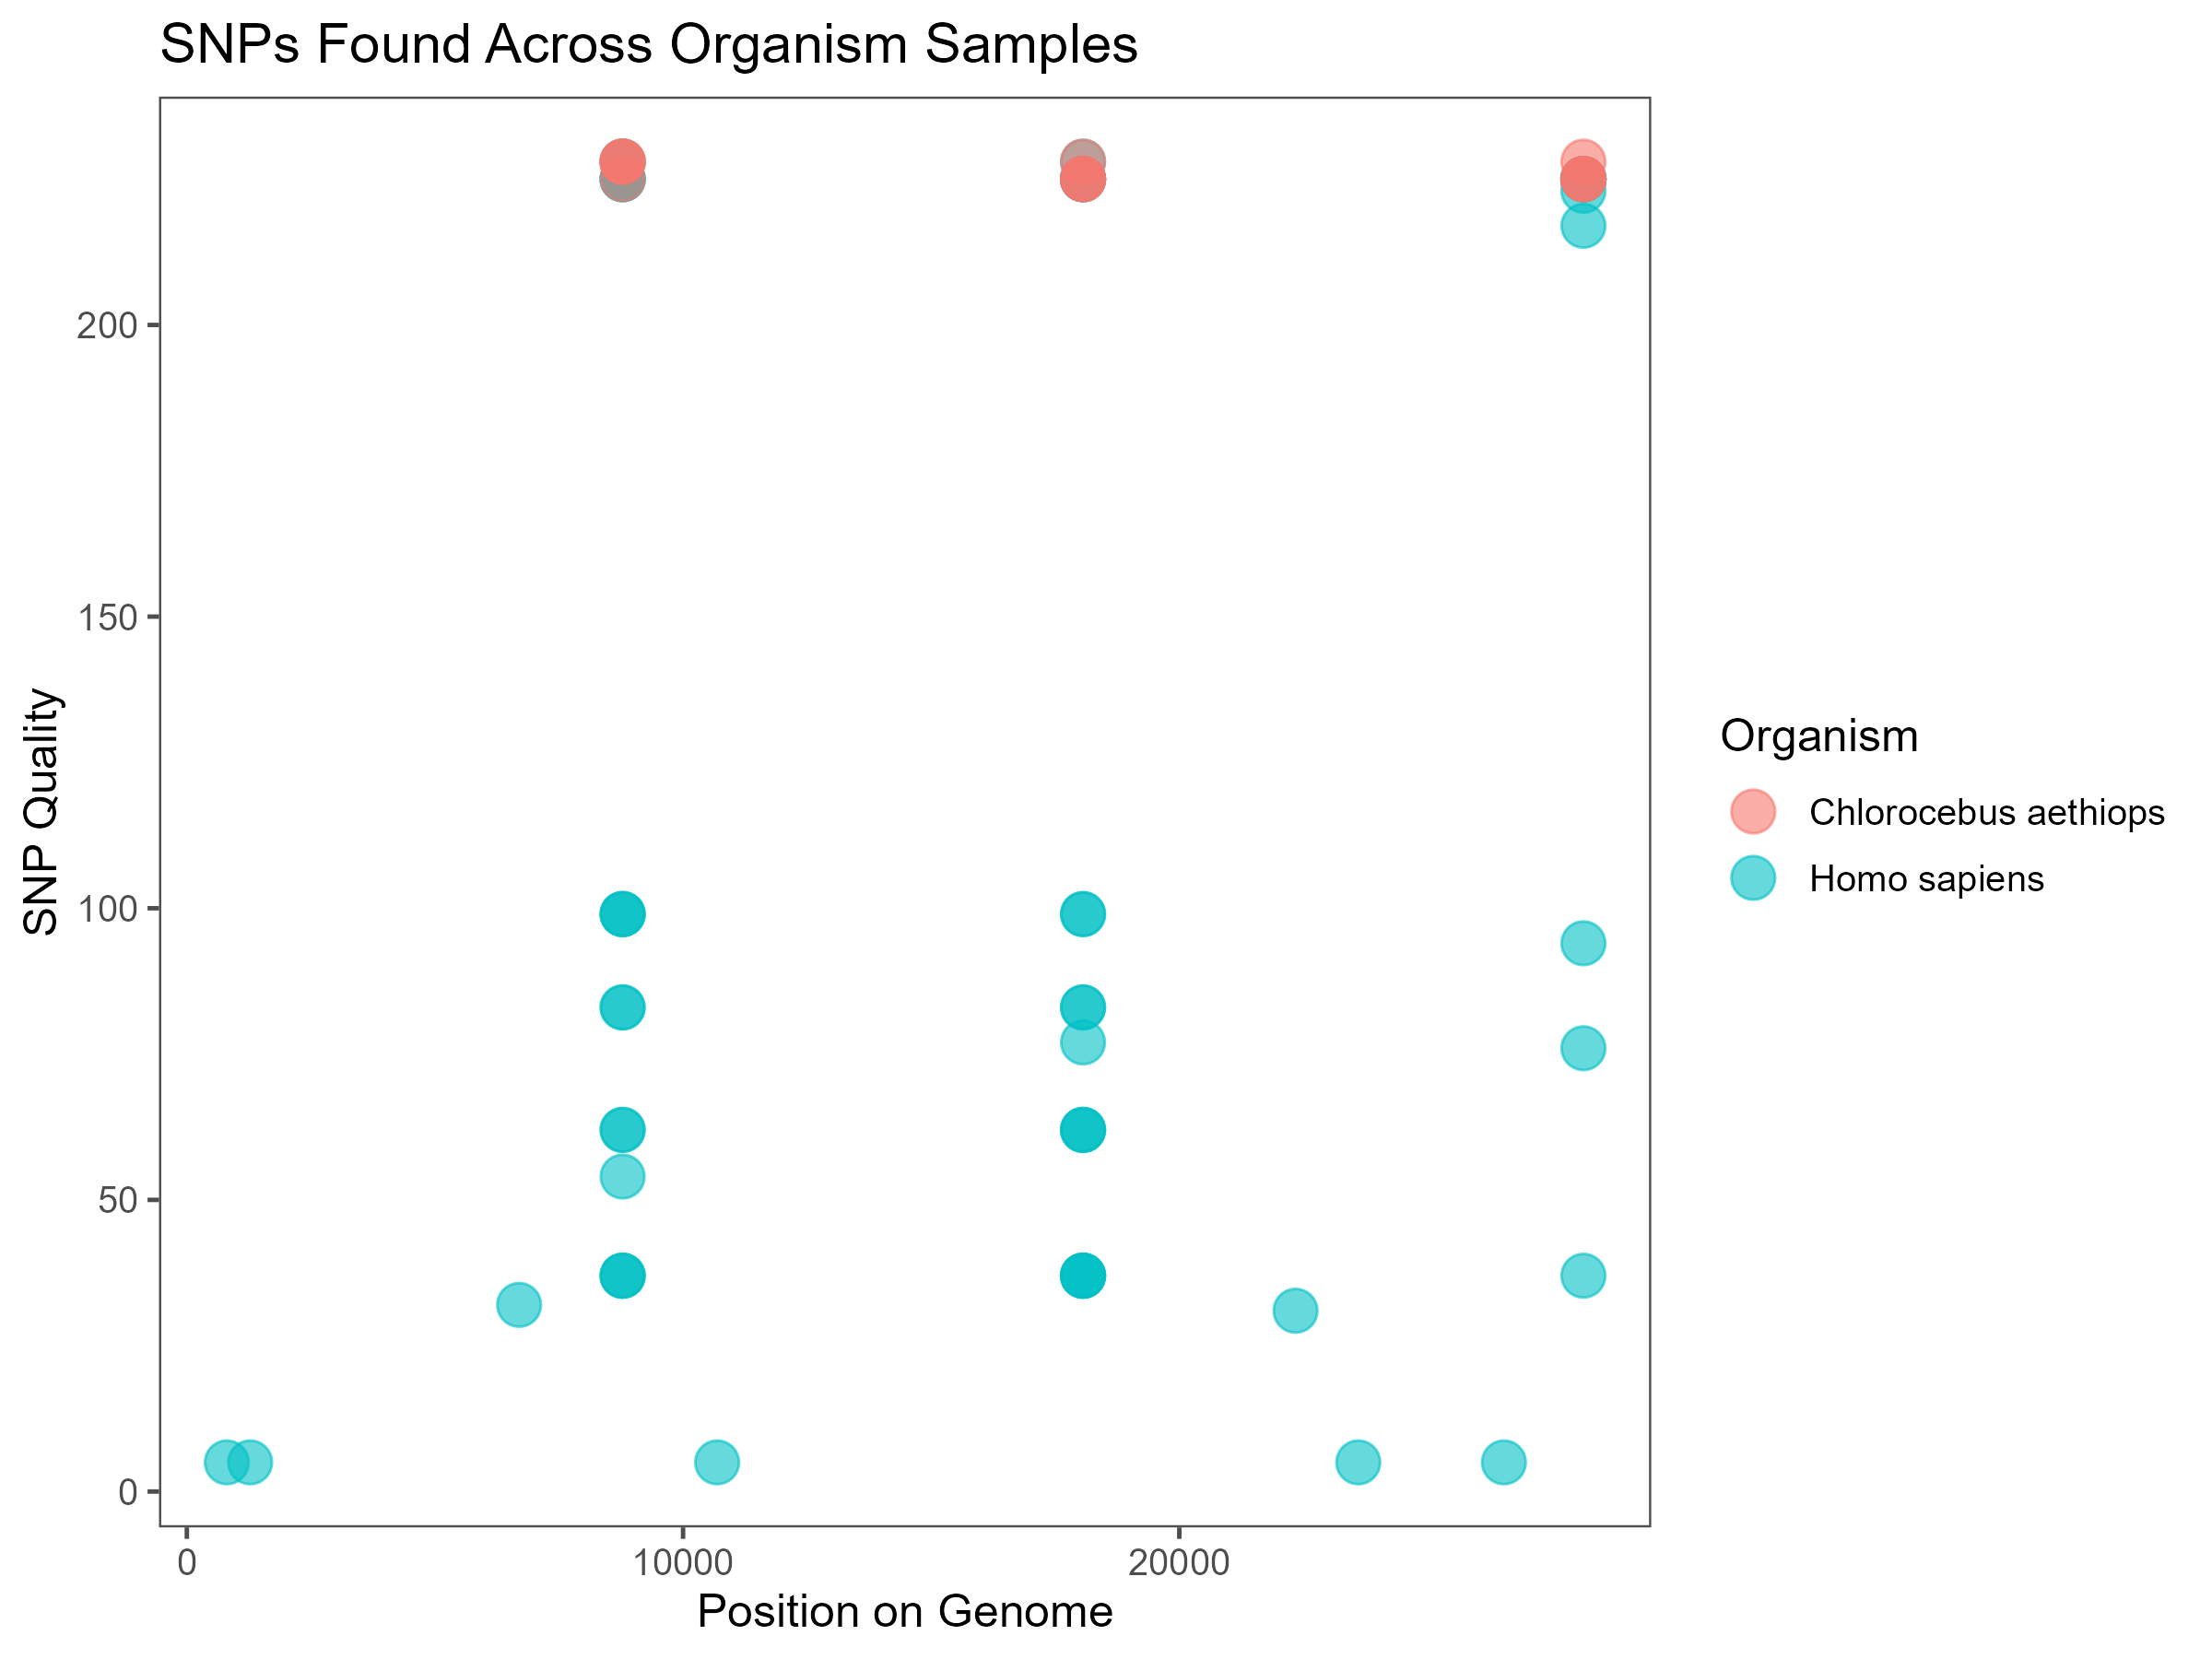 SNPs Found Across Organism Samples
SNP Quality
200
150
100
50
0
0 10000 20000
Position on Genome
Organism
Chlorocebus aethiops
Homo sapiens